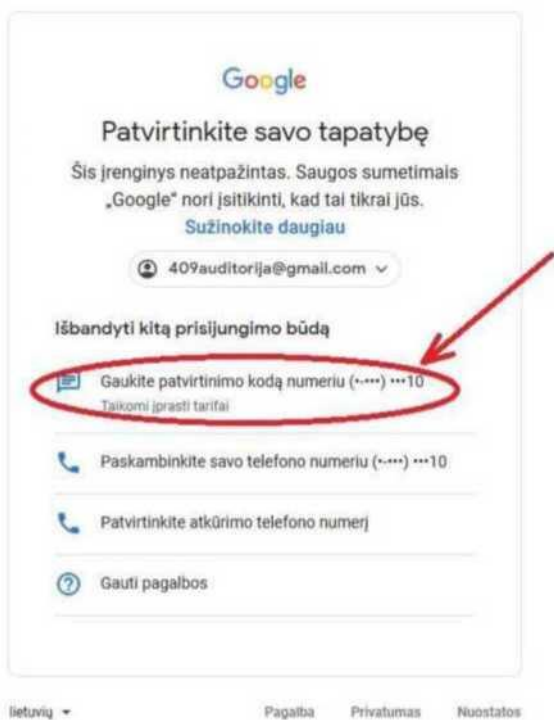 Google
Patvirtinkite savo tapatybę
Šis įrenginys neatpažintas. Saugos sumetimais
„Google“ nori įsitikinti, kad tai tikrai jūs.
Sužinokite daugiau
409auditorija@gmail.com
Išbandyti kitą prisijungimo būdą
Gaukite patvirtinimo kodą numeriu (•-•••) •••10
Taikomi įprasti tarifai
Paskambinkite savo telefono numeriu (•-•••) •••10
Patvirtinkite atkūrimo telefono numerį
Gauti pagalbos
lietuvių Pagalba Privatumas Nuostatos